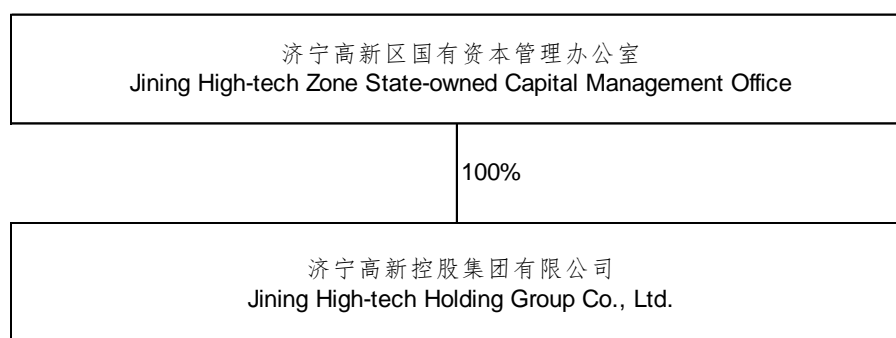 济宁高新区国有资本管理办公室
Jining High-tech Zone State-owned Capital Management Office
100%
济宁高新控股集团有限公司
Jining High-tech Holding Group Co., Ltd.